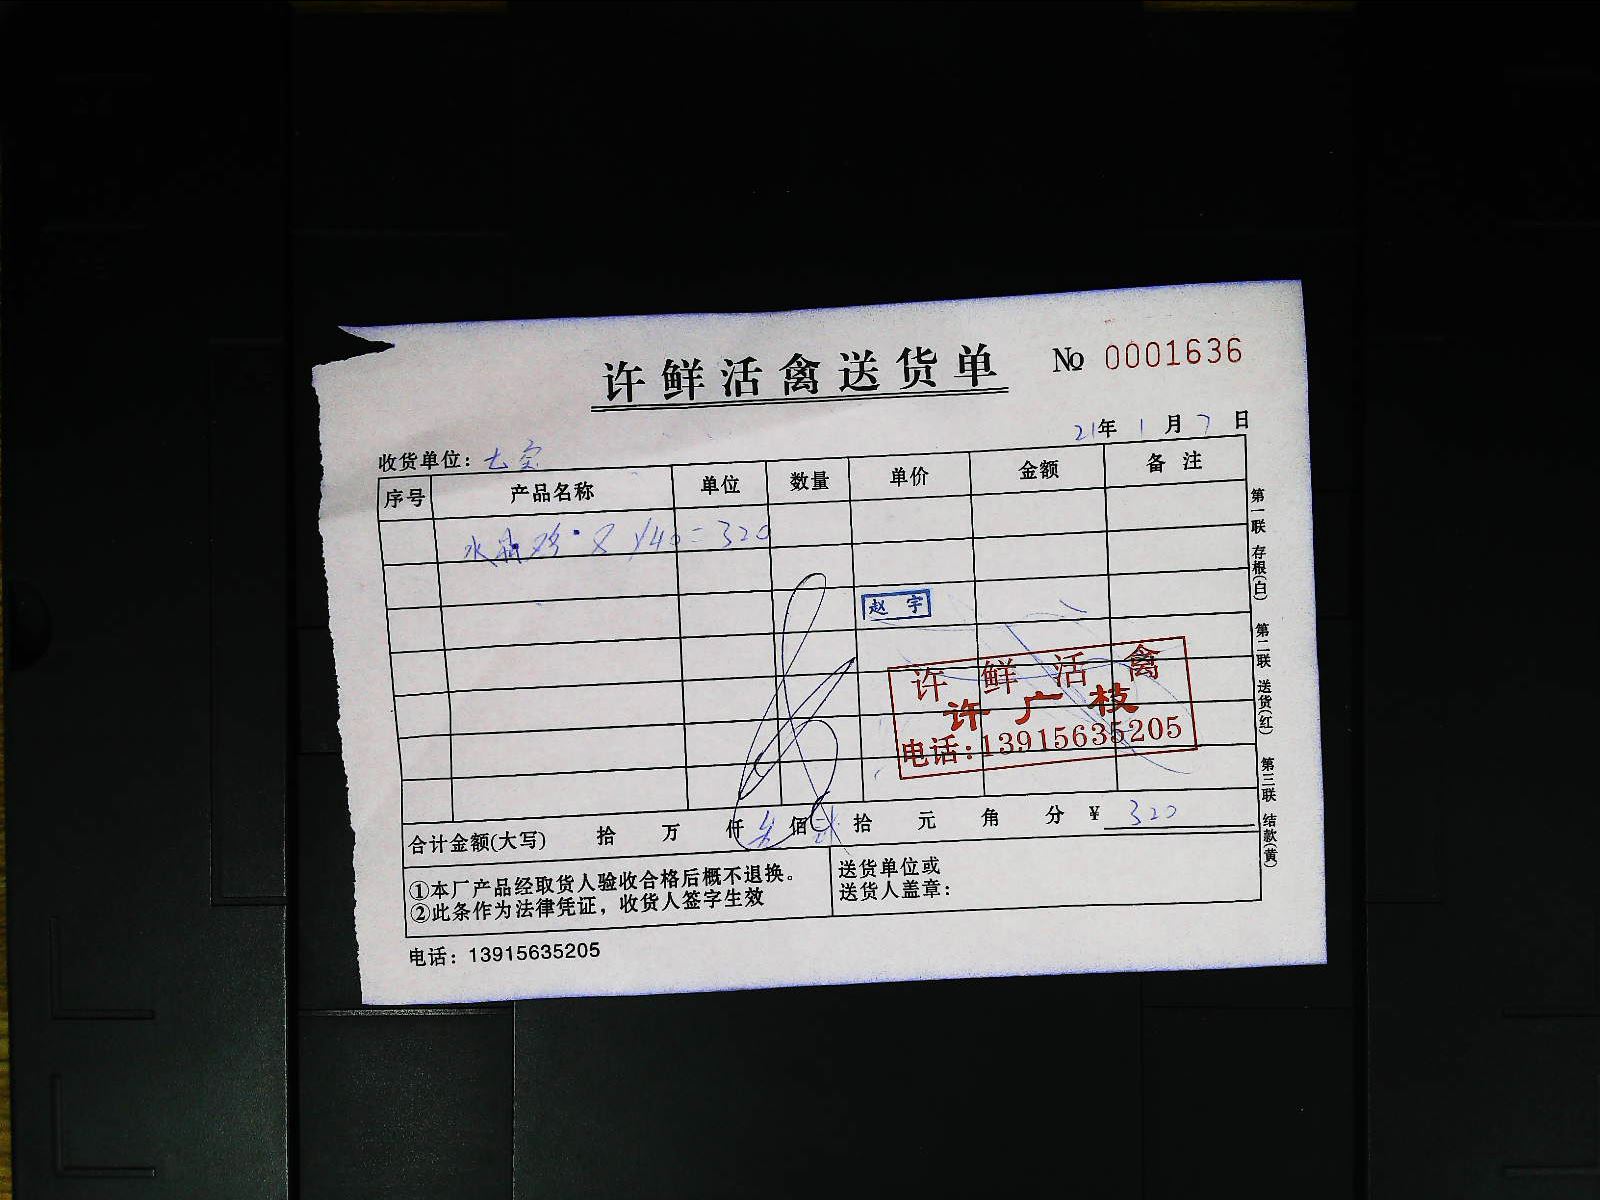 许鲜活禽送货单 № 0001636
21年 1 月 7 日
收货单位：七宝
序号 产品名称 单位 数量 单价 金额 备注
水晶鸡·8×40=320
赵宇
许鲜活禽
许广枝
电话:13915635205
合计金额(大写) 拾 万 仟 叁 佰 贰 拾 元 角 分 ¥ 320
①本厂产品经取货人验收合格后概不退换。
②此条作为法律凭证，收货人签字生效
送货单位或
送货人盖章：
电话：13915635205
第一联 存根(白) 第二联 送货(红) 第三联 结款(黄)